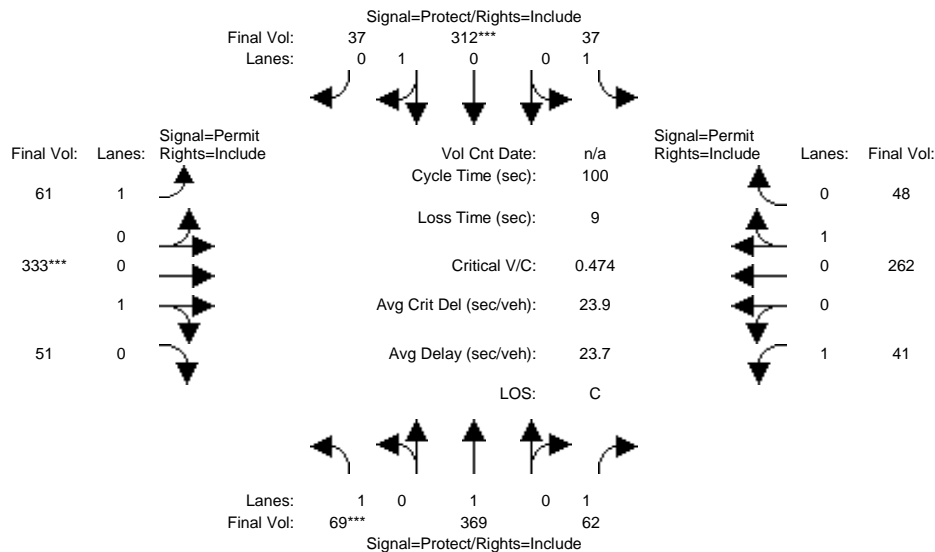 Signal=Protect/Rights=Include
Final Vol: 37 312*** 37
Lanes: 0 1 0 0 1
Signal=Permit Signal=Permit
Final Vol: Lanes: Rights=Include Vol Cnt Date: n/a Rights=Include Lanes: Final Vol:
Cycle Time (sec): 100
61 1 0 48
Loss Time (sec): 9
0 1
333*** 0 Critical V/C: 0.474 0 262
1 Avg Crit Del (sec/veh): 23.9 0
51 0 Avg Delay (sec/veh): 23.7 1 41
LOS: C
Lanes: 1 0 1 0 1
Final Vol: 69*** 369 62
Signal=Protect/Rights=Include